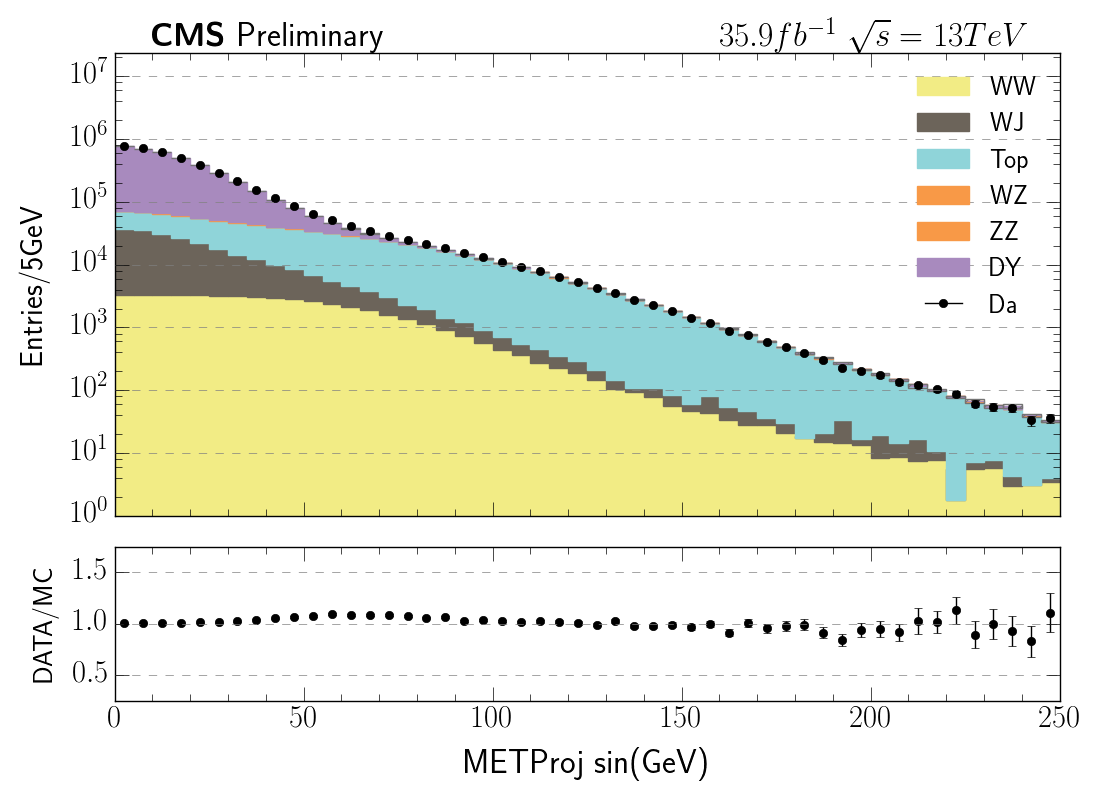 CMS Preliminary
35.9fb⁻¹ √s = 13TeV
Entries/5GeV
10⁷
10⁶
10⁵
10⁴
10³
10²
10¹
10⁰
WW
WJ
Top
WZ
ZZ
DY
Da
DATA/MC
1.5
1.0
0.5
0 50 100 150 200 250
METProj sin(GeV)